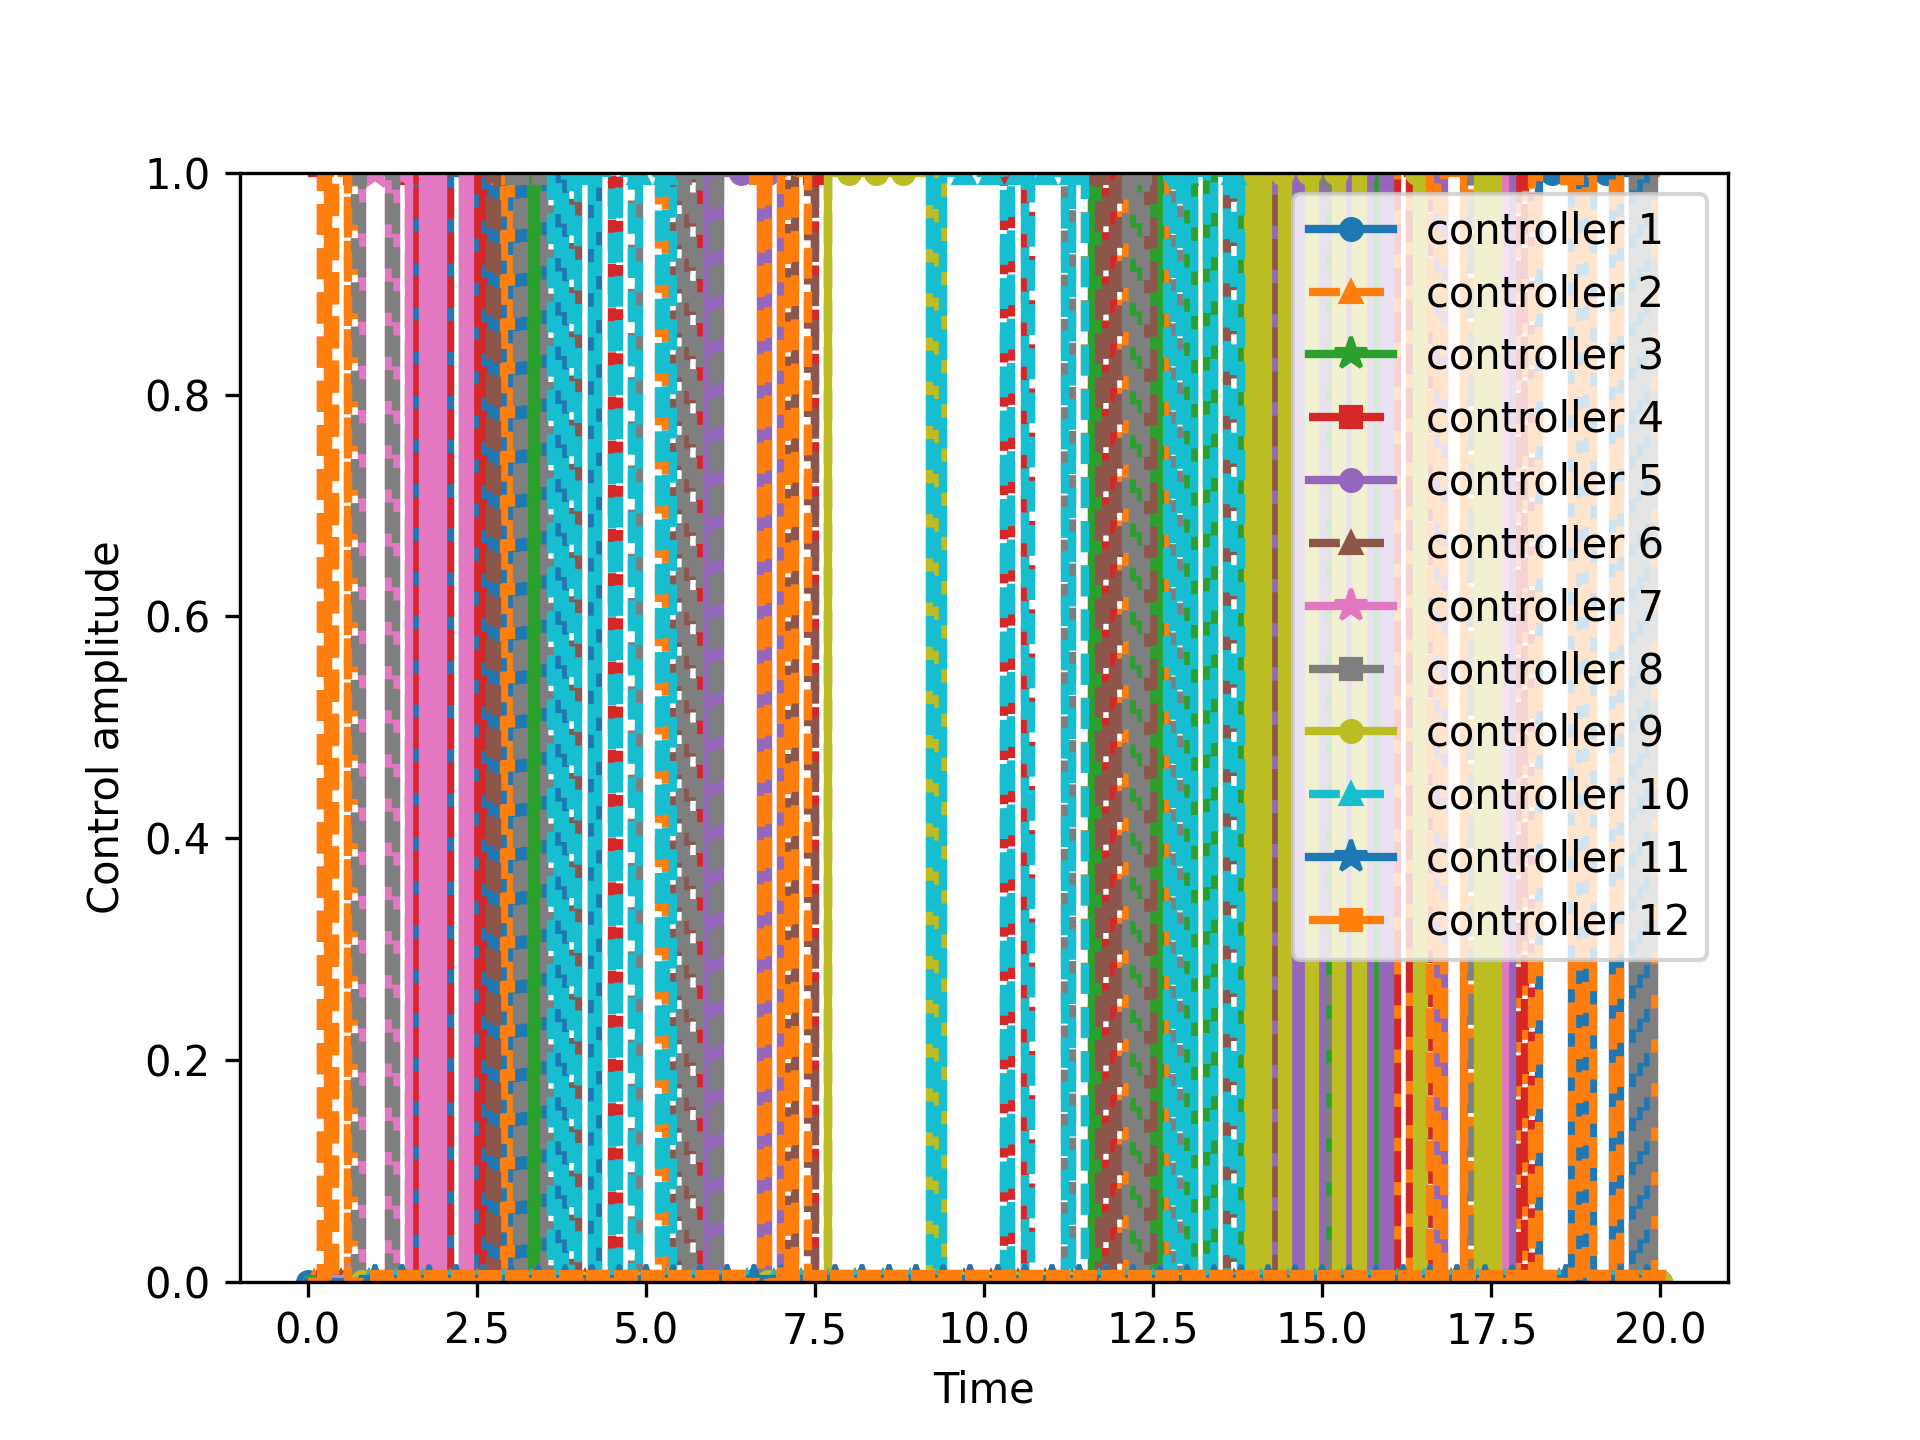 1.0
0.8
0.6
0.4
0.2
0.0
Control amplitude
0.0 2.5 5.0 7.5 10.0 12.5 15.0 17.5 20.0
Time
controller 1
controller 2
controller 3
controller 4
controller 5
controller 6
controller 7
controller 8
controller 9
controller 10
controller 11
controller 12